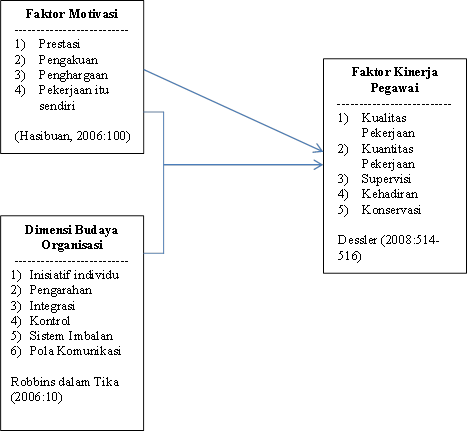 Faktor Motivasi
------------------------------
1) Prestasi
2) Pengakuan
3) Penghargaan
4) Pekerjaan itu
sendiri
(Hasibuan, 2006:100)
Dimensi Budaya
Organisasi
------------------------------
1) Inisiatif individu
2) Pengarahan
3) Integrasi
4) Kontrol
5) Sistem Imbalan
6) Pola Komunikasi
Robbins dalam Tika
(2006:10)
Faktor Kinerja
Pegawai
------------------------------
1) Kualitas
Pekerjaan
2) Kuantitas
Pekerjaan
3) Supervisi
4) Kehadiran
5) Konservasi
Dessler (2008:514-
516)